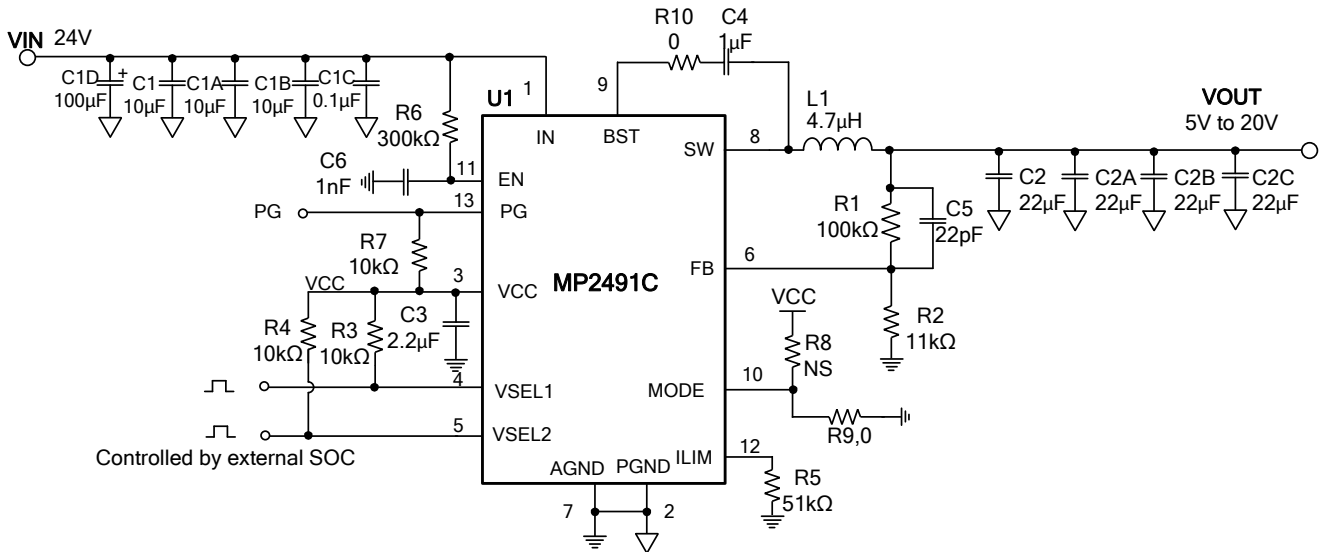 VIN 24V
C1D
100µF
+
C1
10µF
C1A
10µF
C1B
10µF
C1C
0.1µF
R6
300kΩ
C6
1nF
R10
0
C4
1µF
U1
1
9
IN
BST
SW
8
L1
4.7µH
VOUT
5V to 20V
C2
22µF
C2A
22µF
C2B
22µF
C2C
22µF
11
EN
PG
13
PG
R7
10kΩ
R1
100kΩ
C5
22pF
6
FB
MP2491C
VCC
3
VCC
R4
10kΩ
R3
10kΩ
C3
2.2µF
R2
11kΩ
VCC
R8
NS
4
VSEL1
MODE
10
R9,0
5
VSEL2
Controlled by external SOC
ILIM
12
R5
51kΩ
AGND
PGND
7
2